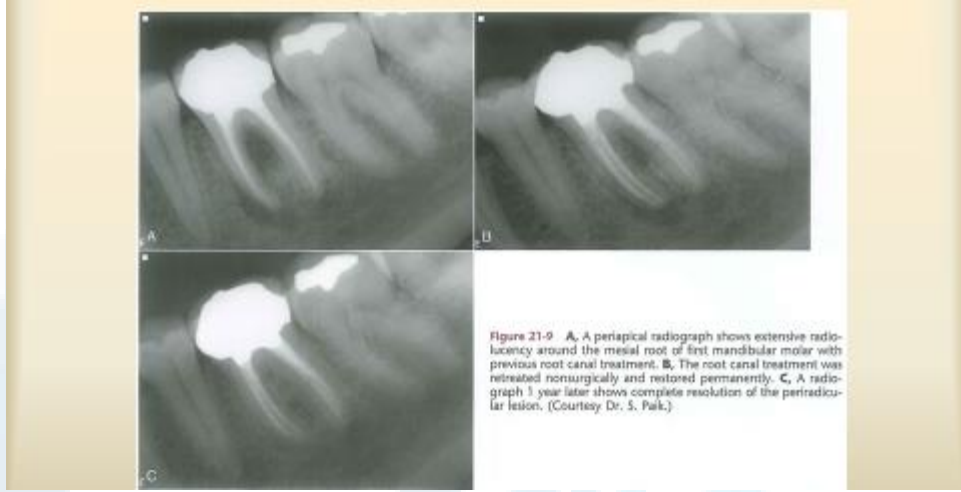 A
B
C
Figure 21-9 A, A periapical radiograph shows extensive radio-
lucency around the mesial root of first mandibular molar with
previous root canal treatment. B, The root canal treatment was
retreated nonsurgically and restored permanently. C, A radio-
graph 1 year later shows complete resolution of the periradicu-
lar lesion. (Courtesy Dr. S. Paik.)